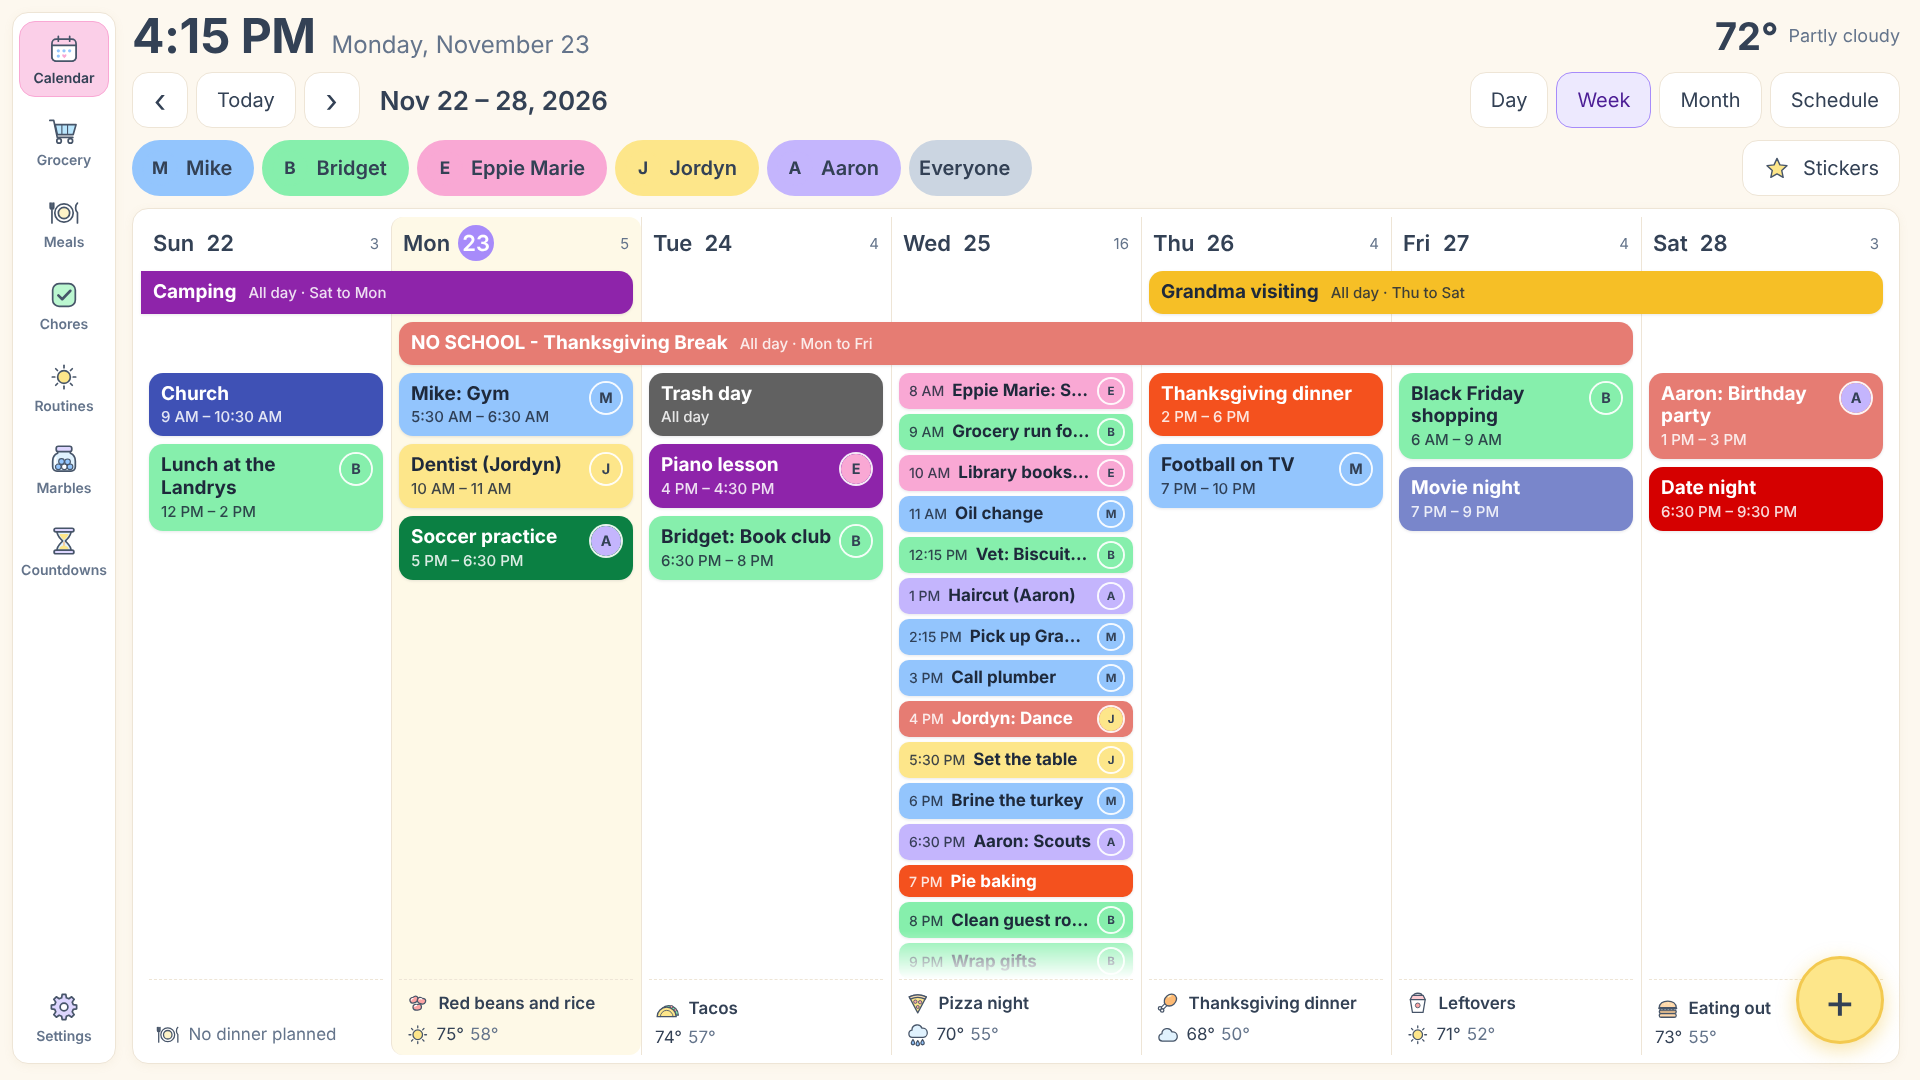 4:15 PM Monday, November 23
72° Partly cloudy
Calendar
Grocery
Meals
Chores
Routines
Marbles
Countdowns
Settings
‹ Today › Nov 22 – 28, 2026
Day Week Month Schedule
M Mike B Bridget E Eppie Marie J Jordyn A Aaron Everyone
Stickers
Sun 22 3
Mon 23 5
Tue 24 4
Wed 25 16
Thu 26 4
Fri 27 4
Sat 28 3
Camping All day · Sat to Mon
Grandma visiting All day · Thu to Sat
NO SCHOOL - Thanksgiving Break All day · Mon to Fri
Church
9 AM – 10:30 AM
Lunch at the
Landrys
B
12 PM – 2 PM
No dinner planned
Mike: Gym
M
5:30 AM – 6:30 AM
Dentist (Jordyn)
J
10 AM – 11 AM
Soccer practice
A
5 PM – 6:30 PM
Red beans and rice
75° 58°
Trash day
All day
Piano lesson
E
4 PM – 4:30 PM
Bridget: Book club
B
6:30 PM – 8 PM
Tacos
74° 57°
8 AM Eppie Marie: S... E
9 AM Grocery run fo... B
10 AM Library books... E
11 AM Oil change M
12:15 PM Vet: Biscuit... B
1 PM Haircut (Aaron) A
2:15 PM Pick up Gra... M
3 PM Call plumber M
4 PM Jordyn: Dance J
5:30 PM Set the table J
6 PM Brine the turkey M
6:30 PM Aaron: Scouts A
7 PM Pie baking
8 PM Clean guest ro... B
9 PM Wrap gifts B
Pizza night
70° 55°
Thanksgiving dinner
2 PM – 6 PM
Football on TV
M
7 PM – 10 PM
Thanksgiving dinner
68° 50°
Black Friday
shopping
B
6 AM – 9 AM
Movie night
7 PM – 9 PM
Leftovers
71° 52°
Aaron: Birthday
party
A
1 PM – 3 PM
Date night
6:30 PM – 9:30 PM
Eating out
73° 55°
+